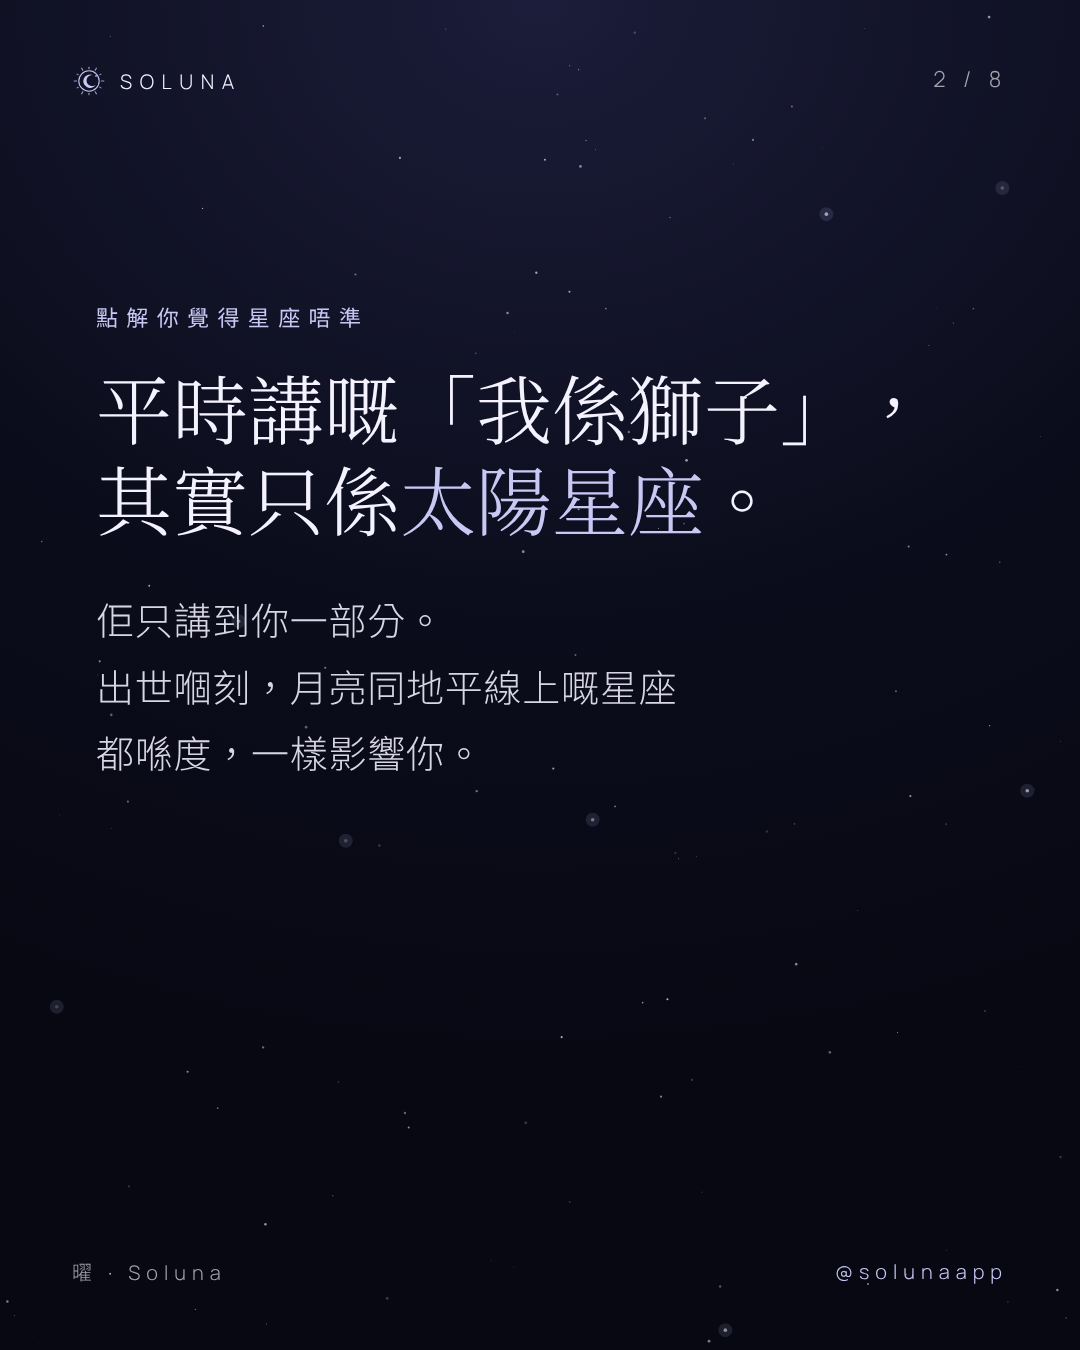 SOLUNA
2 / 8
點解你覺得星座唔準
平時講嘅「我係獅子」，
其實只係太陽星座。
佢只講到你一部分。
出世嗰刻，月亮同地平線上嘅星座
都喺度，一樣影響你。
曜 · Soluna
@solunaapp